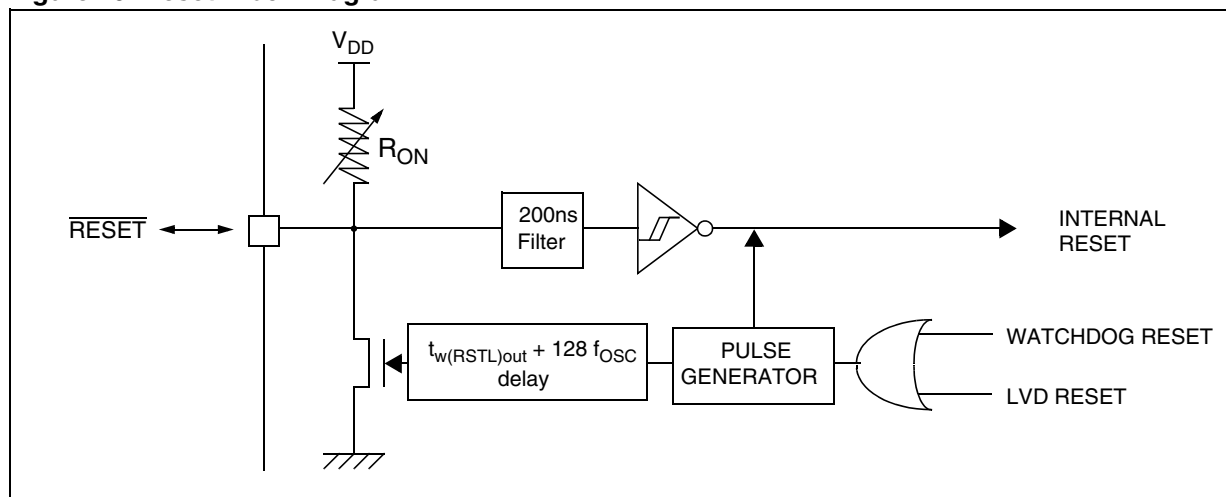 V_DD
R_ON
RESET
200ns
Filter
INTERNAL
RESET
t_w(RSTL)out + 128 f_OSC
delay
PULSE
GENERATOR
WATCHDOG RESET
LVD RESET